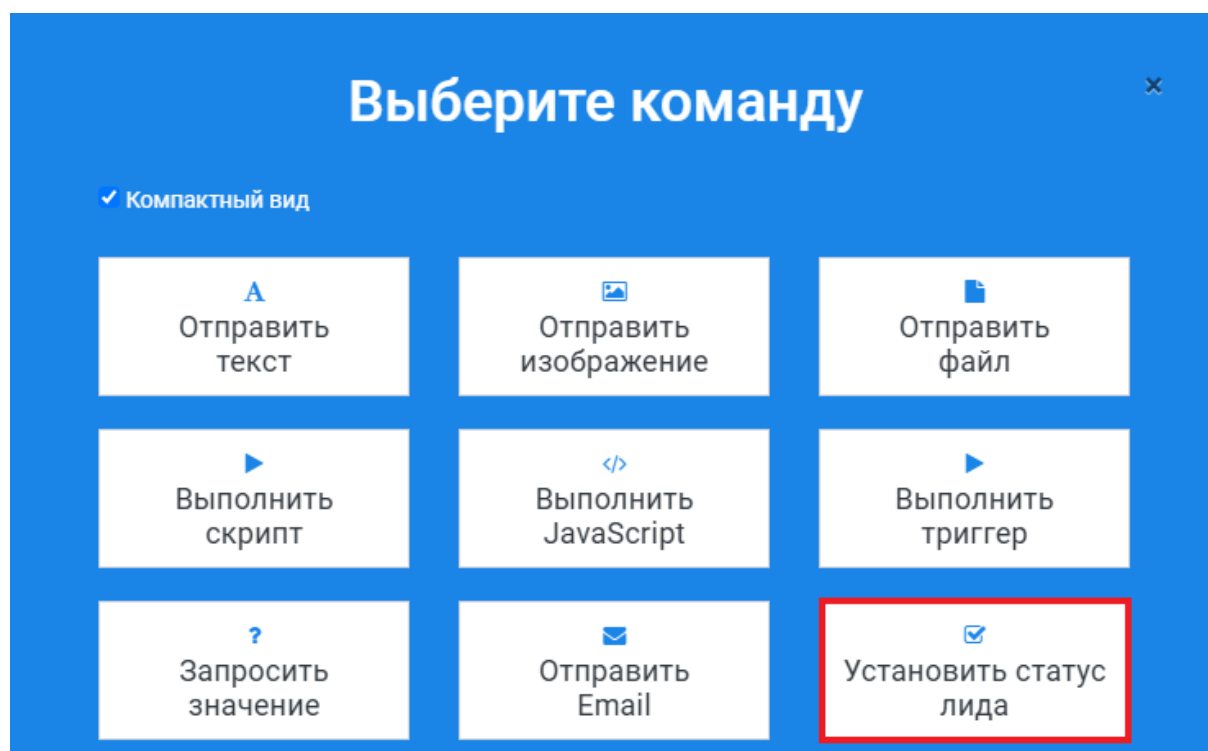 Выберите команду
Компактный вид
Отправить
текст
Отправить
изображение
Отправить
файл
Выполнить
скрипт
Выполнить
JavaScript
Выполнить
триггер
Запросить
значение
Отправить
Email
Установить статус
лида